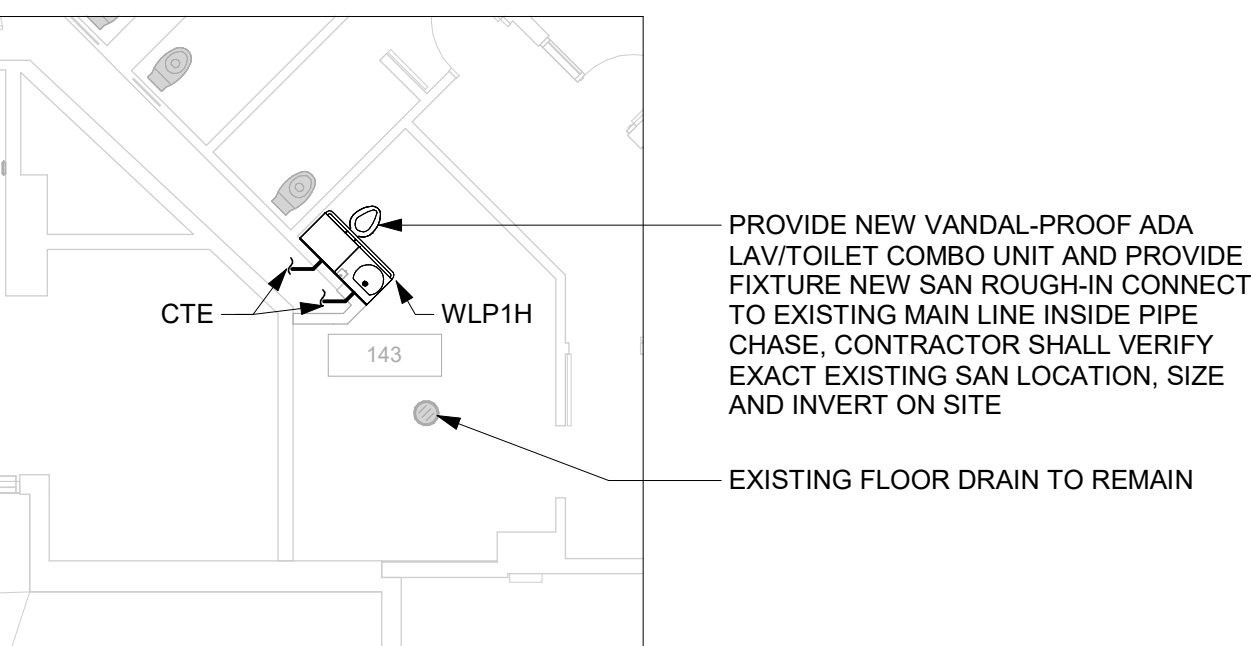 PROVIDE NEW VANDAL-PROOF ADA
LAV/TOILET COMBO UNIT AND PROVIDE
FIXTURE NEW SAN ROUGH-IN CONNECT
TO EXISTING MAIN LINE INSIDE PIPE
CHASE, CONTRACTOR SHALL VERIFY
EXACT EXISTING SAN LOCATION, SIZE
AND INVERT ON SITE
CTE
WLP1H
143
EXISTING FLOOR DRAIN TO REMAIN